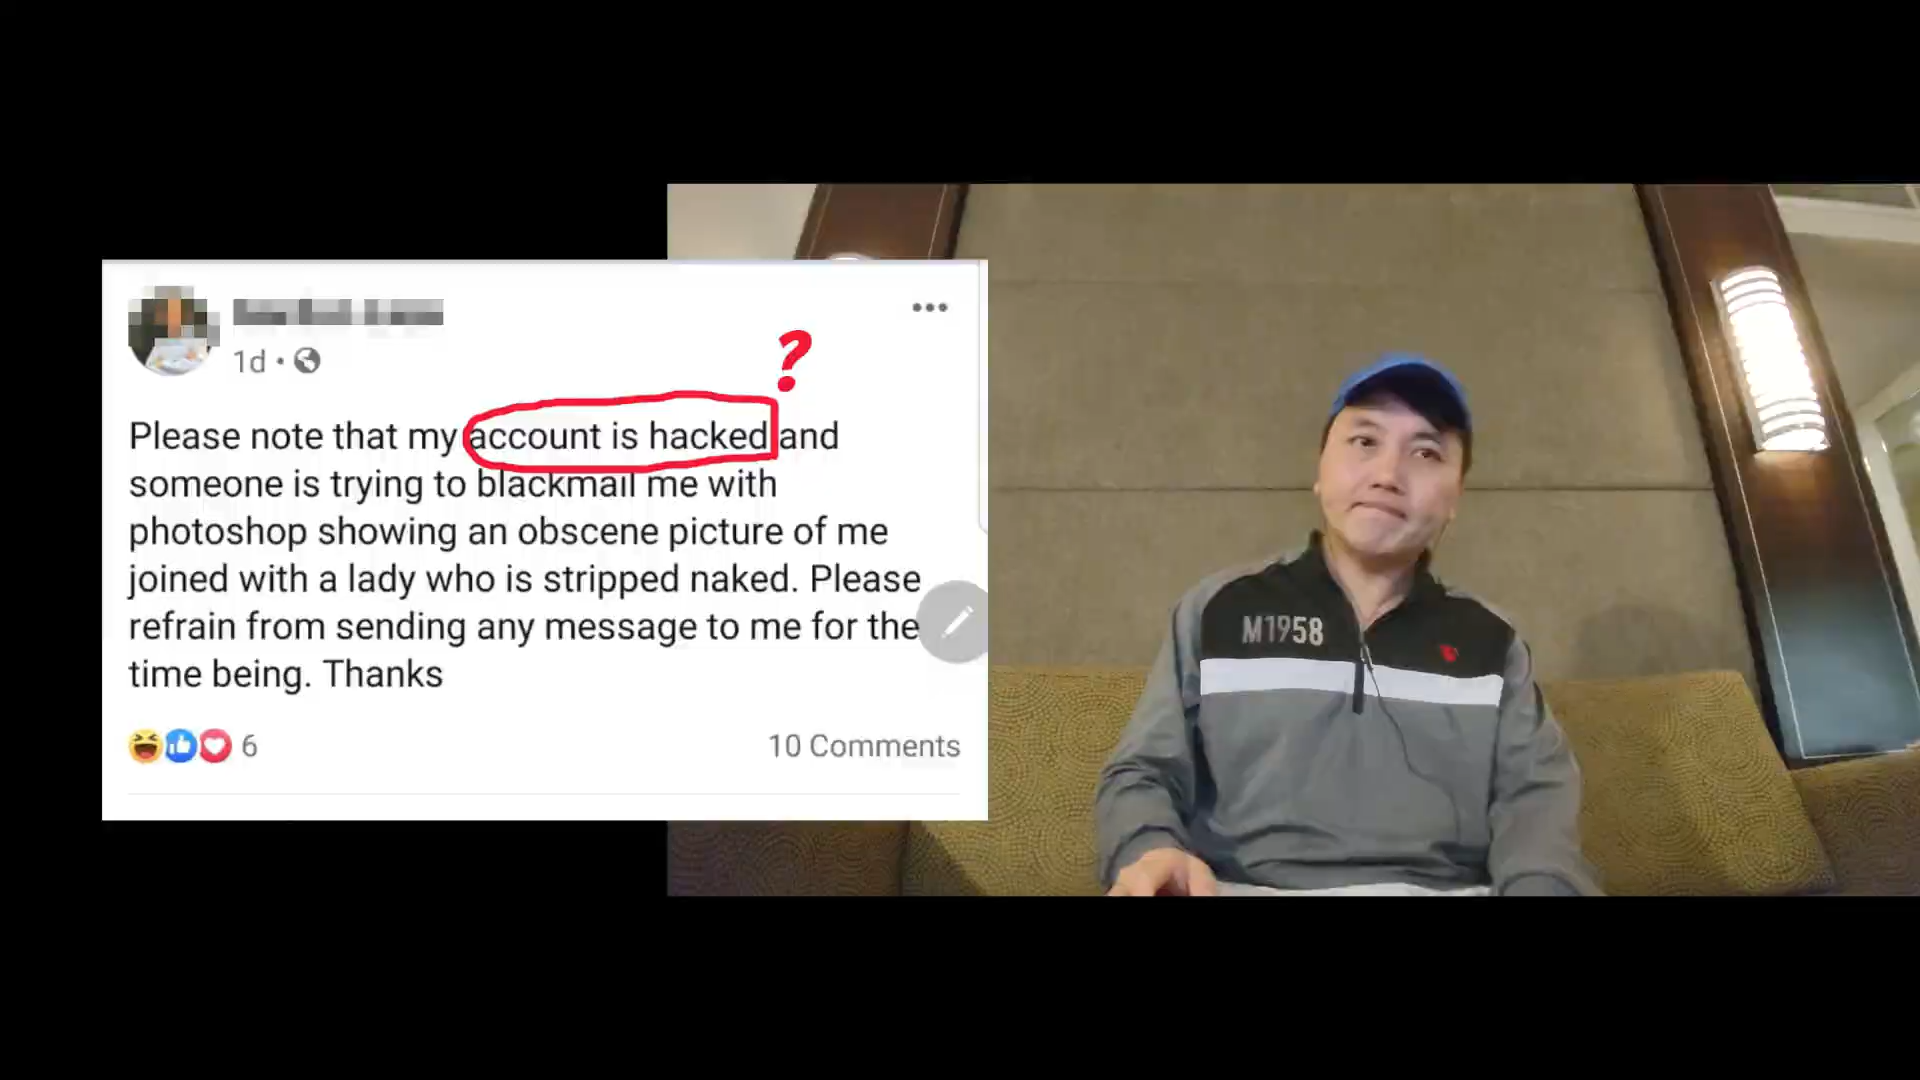 1d
?
Please note that my account is hacked and
someone is trying to blackmail me with
photoshop showing an obscene picture of me
joined with a lady who is stripped naked. Please
refrain from sending any message to me for the
time being. Thanks
6
10 Comments
M1958